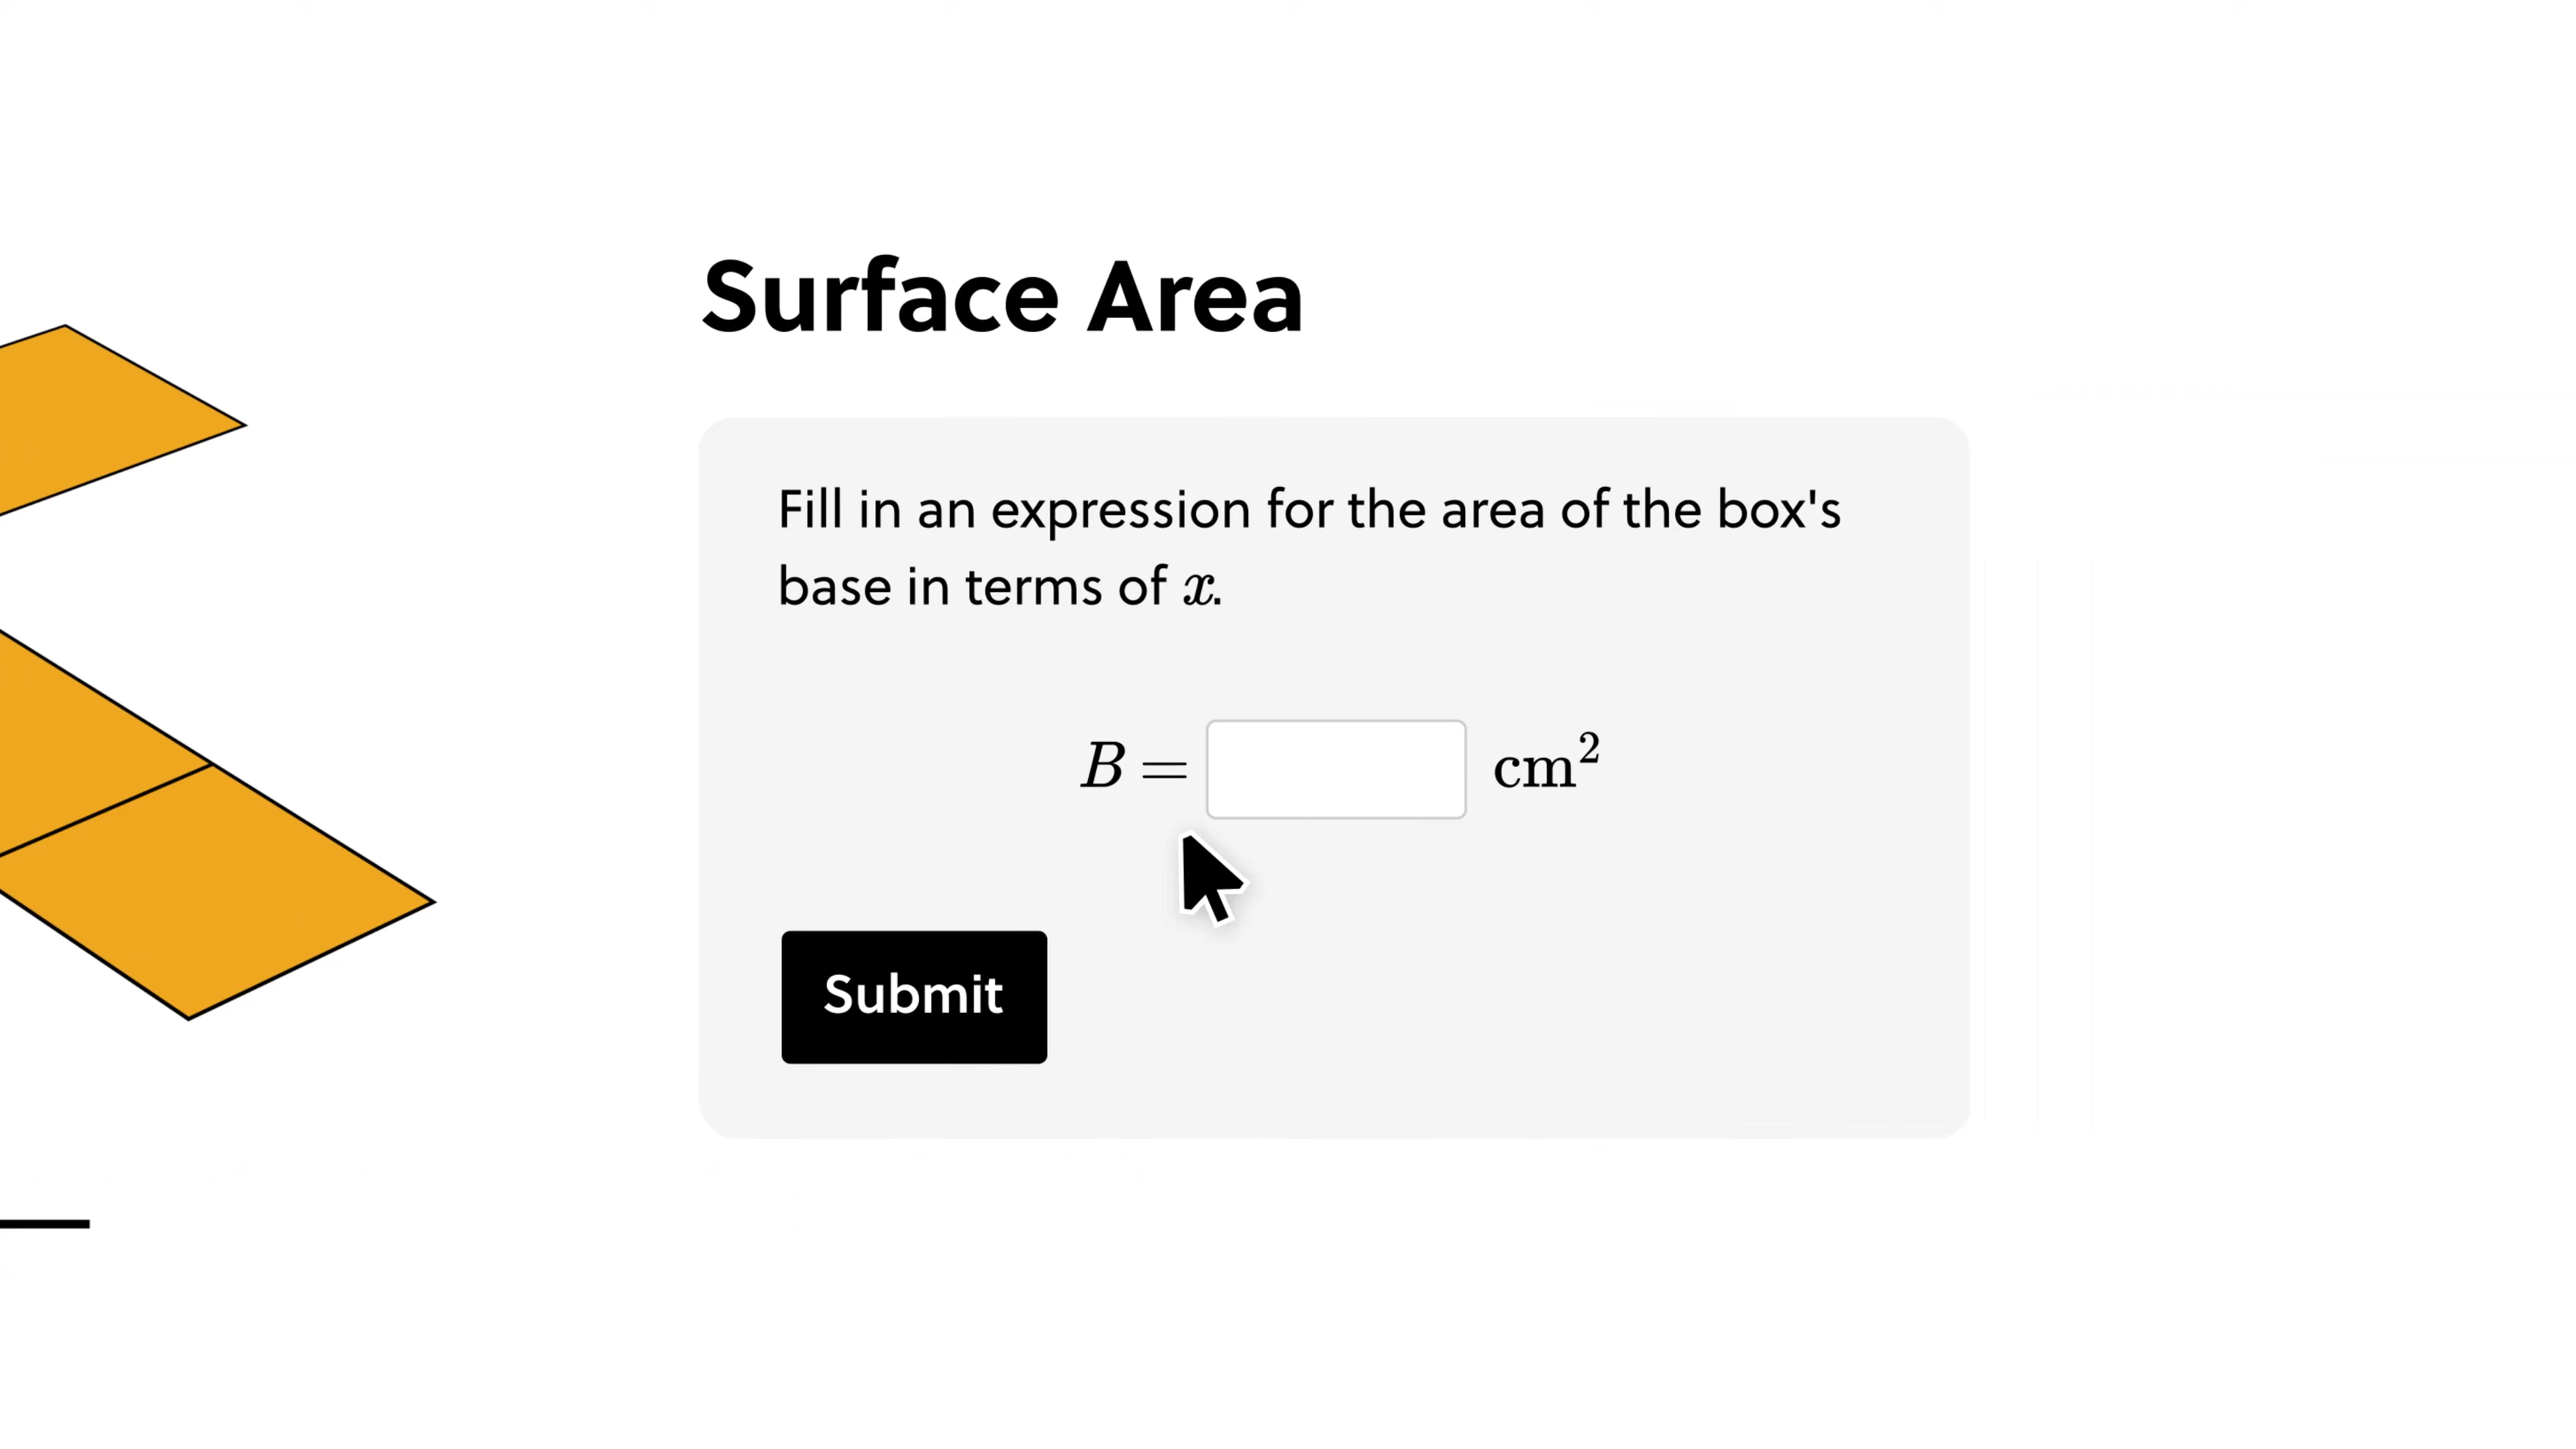 Surface Area
Fill in an expression for the area of the box's
base in terms of x.
B = cm²
Submit